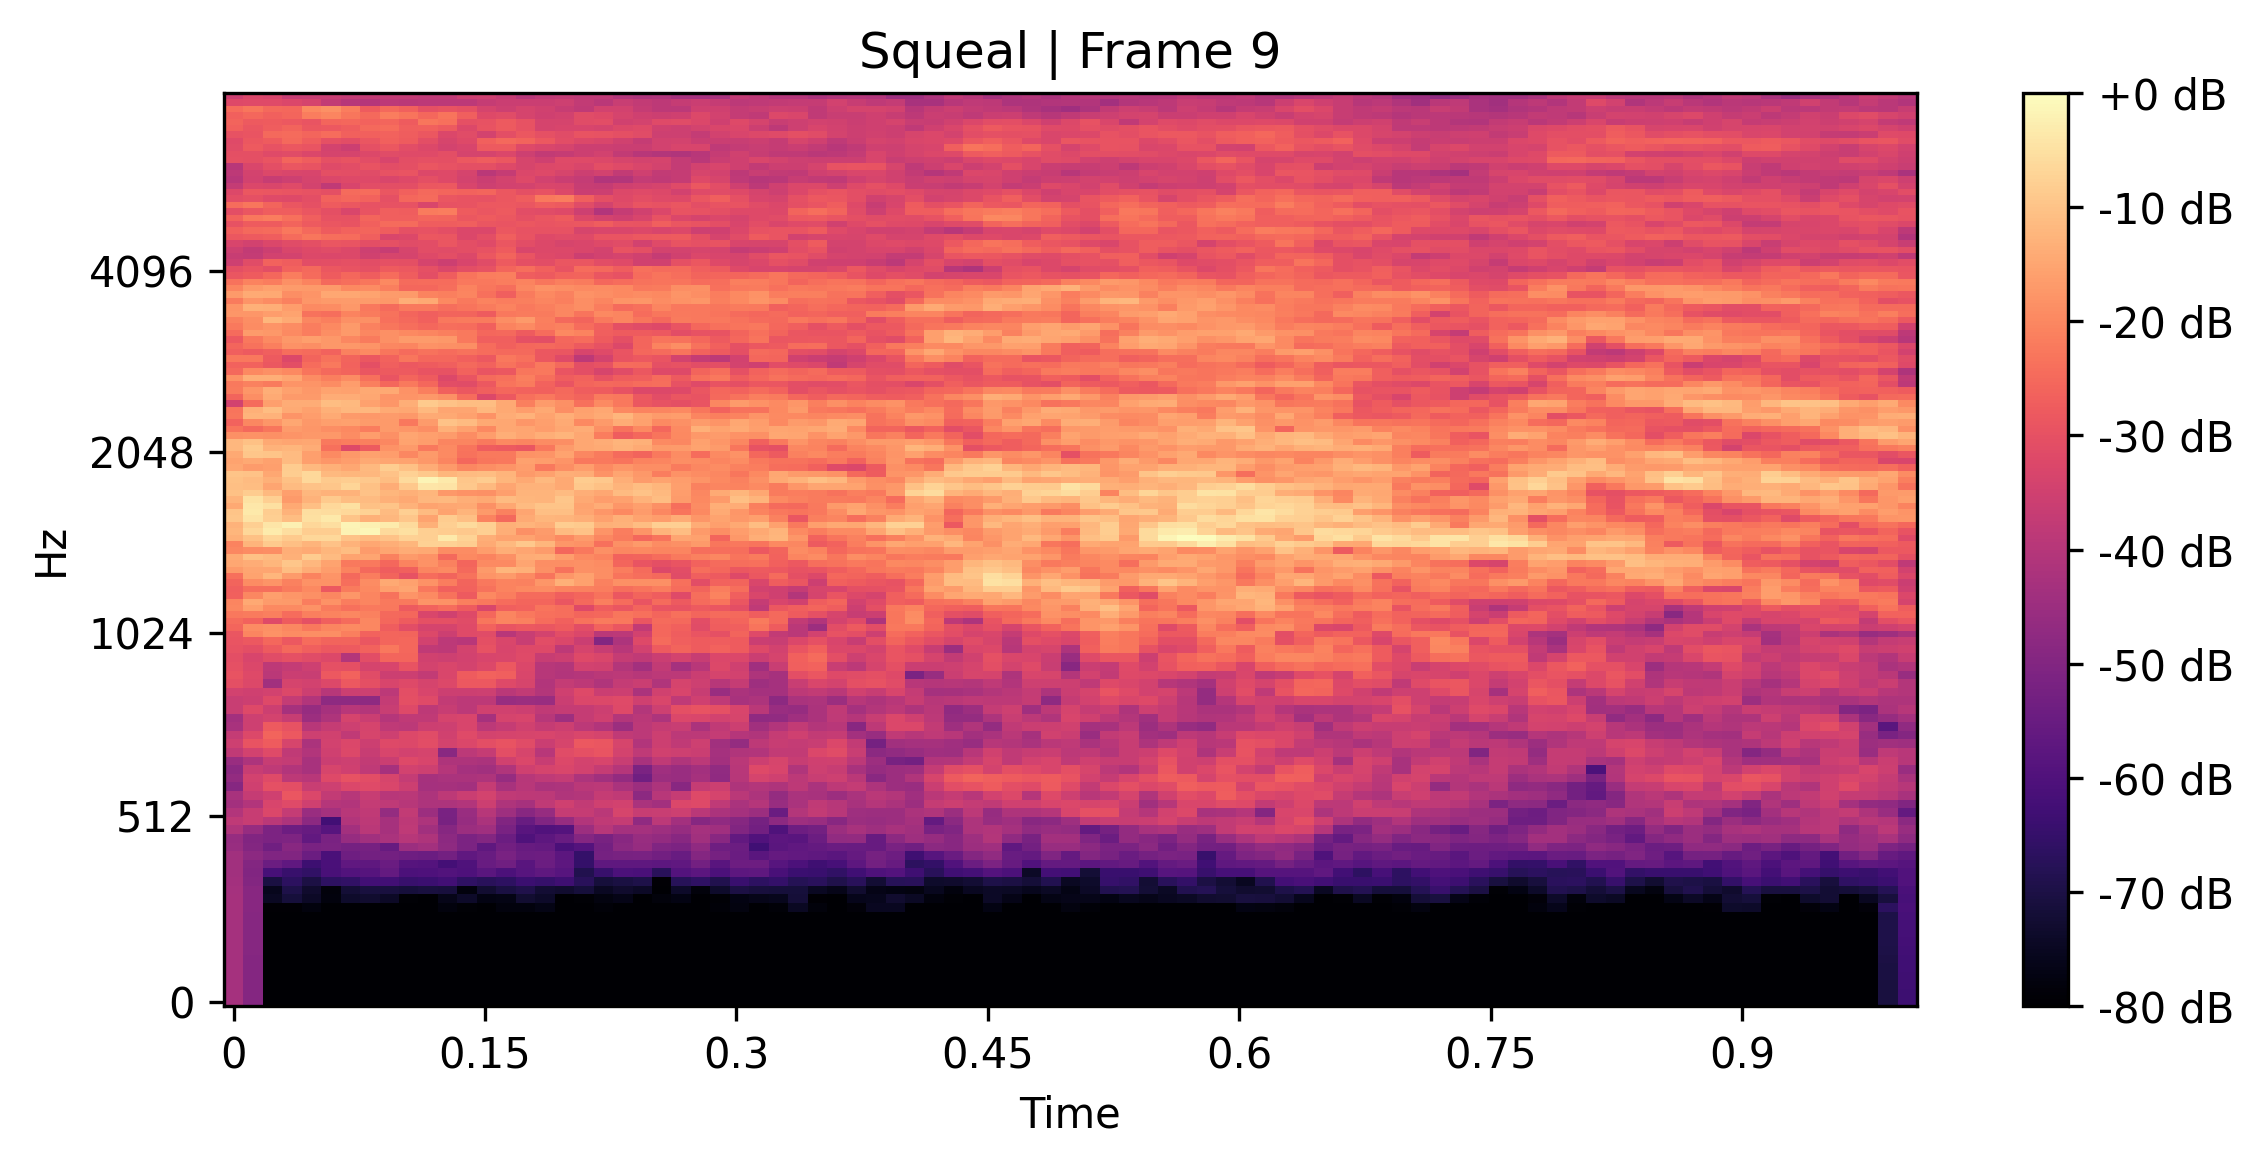 Squeal | Frame 9
+0 dB
-10 dB
-20 dB
-30 dB
-40 dB
-50 dB
-60 dB
-70 dB
-80 dB
Hz
4096
2048
1024
512
0
0 0.15 0.3 0.45 0.6 0.75 0.9
Time